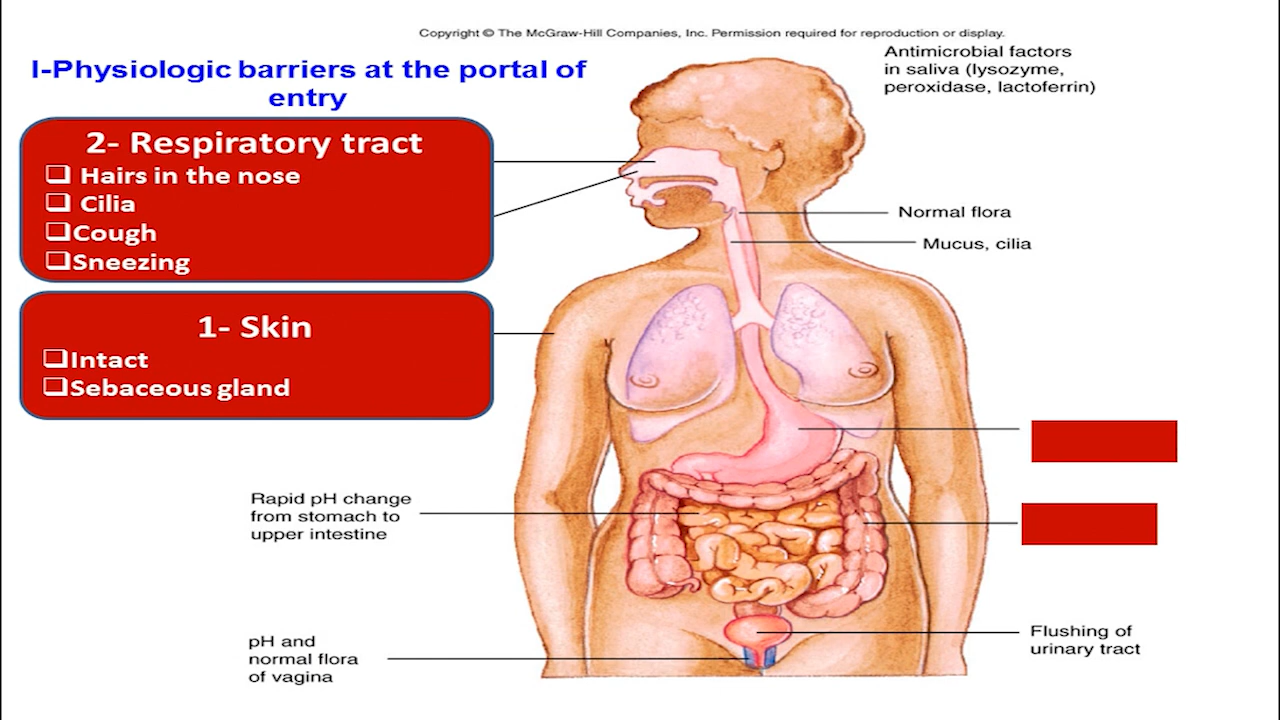 Copyright © The McGraw-Hill Companies, Inc. Permission required for reproduction or display.
I-Physiologic barriers at the portal of
entry
Antimicrobial factors
in saliva (lysozyme,
peroxidase, lactoferrin)
2- Respiratory tract
Hairs in the nose
Cilia
Cough
Sneezing
Normal flora
Mucus, cilia
1- Skin
Intact
Sebaceous gland
Rapid pH change
from stomach to
upper intestine
Flushing of
urinary tract
pH and
normal flora
of vagina